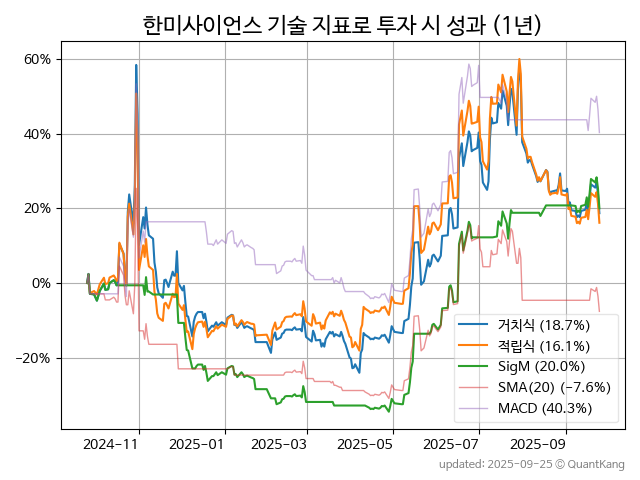 한미사이언스 기술 지표로 투자 시 성과 (1년)
60%
40%
20%
0%
−20%
거치식 (18.7%)
적립식 (16.1%)
SigM (20.0%)
SMA(20) (−7.6%)
MACD (40.3%)
2024−11
2025−01
2025−03
2025−05
2025−07
2025−09
updated: 2025−09−25 ⓒ QuantKang